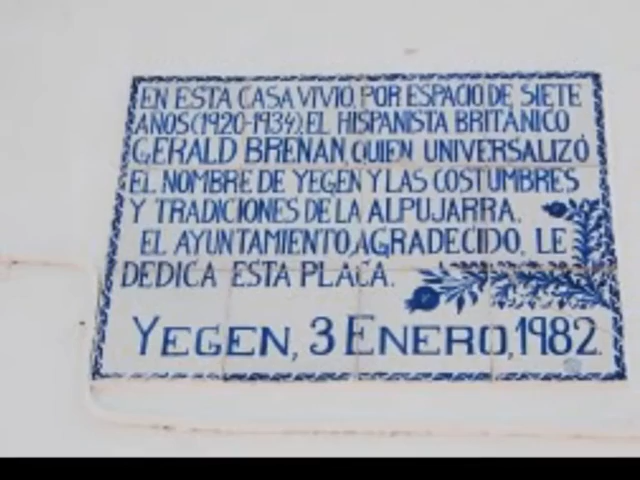 EN ESTA CASA VIVIO, POR ESPACIO DE SIETE
AÑOS (1920-1934), EL HISPANISTA BRITÁNICO
GERALD BRENAN, QUIEN UNIVERSALIZÓ
EL NOMBRE DE YEGEN Y LAS COSTUMBRES
Y TRADICIONES DE LA ALPUJARRA.
EL AYUNTAMIENTO, AGRADECIDO, LE
DEDICA ESTA PLACA.
YEGEN, 3 ENERO, 1982.